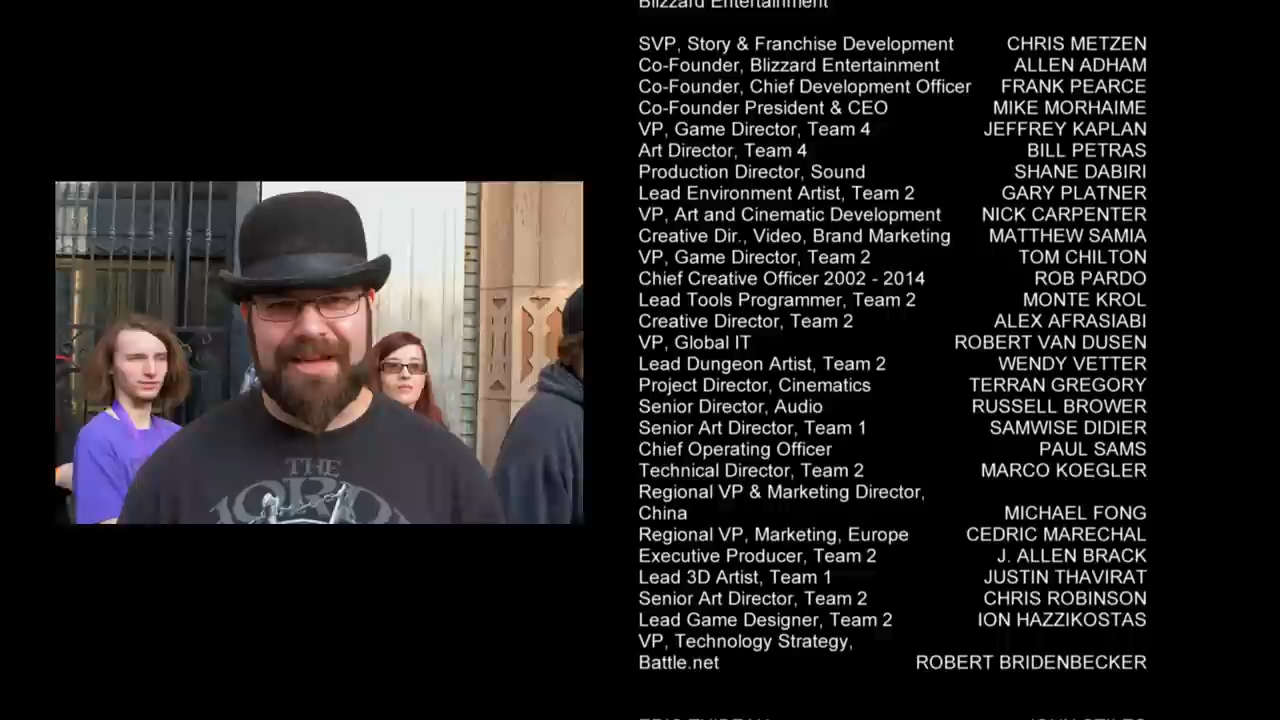 Blizzard Entertainment
SVP, Story & Franchise Development CHRIS METZEN
Co-Founder, Blizzard Entertainment ALLEN ADHAM
Co-Founder, Chief Development Officer FRANK PEARCE
Co-Founder President & CEO MIKE MORHAIME
VP, Game Director, Team 4 JEFFREY KAPLAN
Art Director, Team 4 BILL PETRAS
Production Director, Sound SHANE DABIRI
Lead Environment Artist, Team 2 GARY PLATNER
VP, Art and Cinematic Development NICK CARPENTER
Creative Dir., Video, Brand Marketing MATTHEW SAMIA
VP, Game Director, Team 2 TOM CHILTON
Chief Creative Officer 2002 - 2014 ROB PARDO
Lead Tools Programmer, Team 2 MONTE KROL
Creative Director, Team 2 ALEX AFRASIABI
VP, Global IT ROBERT VAN DUSEN
Lead Dungeon Artist, Team 2 WENDY VETTER
Project Director, Cinematics TERRAN GREGORY
Senior Director, Audio RUSSELL BROWER
Senior Art Director, Team 1 SAMWISE DIDIER
Chief Operating Officer PAUL SAMS
Technical Director, Team 2 MARCO KOEGLER
Regional VP & Marketing Director,
China MICHAEL FONG
Regional VP, Marketing, Europe CEDRIC MARECHAL
Executive Producer, Team 2 J. ALLEN BRACK
Lead 3D Artist, Team 1 JUSTIN THAVIRAT
Senior Art Director, Team 2 CHRIS ROBINSON
Lead Game Designer, Team 2 ION HAZZIKOSTAS
VP, Technology Strategy,
Battle.net ROBERT BRIDENBECKER
THE